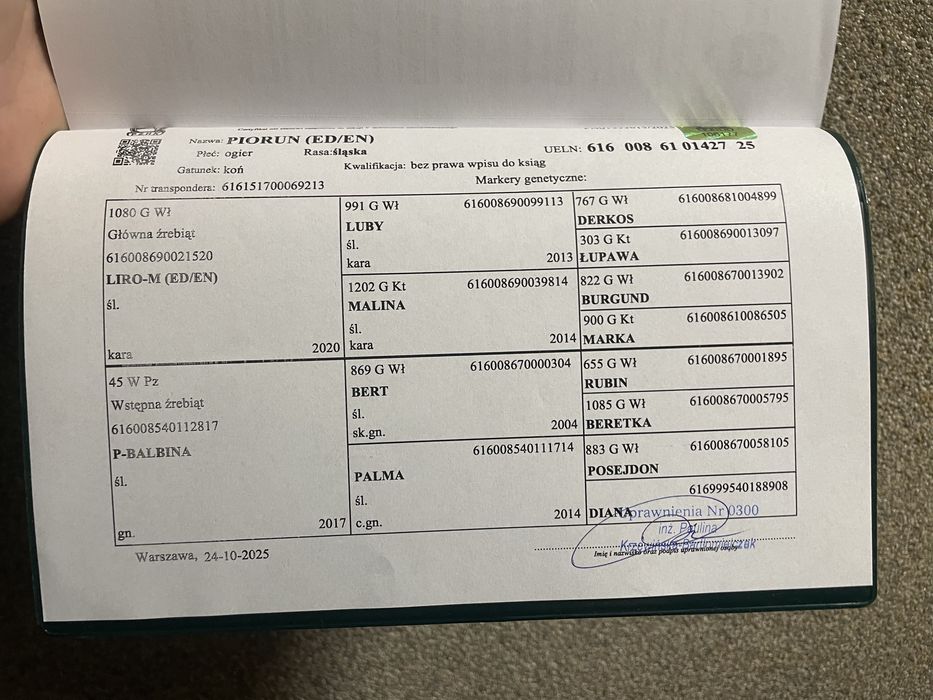 Nazwa: PIORUN (ED/EN)
Płeć: ogier Rasa:śląska UELN: 616 008 61 01427 25
Gatunek: koń Kwalifikacja: bez prawa wpisu do ksiąg
Nr transpondera: 616151700069213 Markery genetyczne:
1080 G Wł
Główna źrebiąt
616008690021520
LIRO-M (ED/EN)
śl.
kara 2020
991 G Wł 616008690099113
LUBY
śl.
kara 2013
767 G Wł 616008681004899
DERKOS
303 G Kt 616008690013097
ŁUPAWA
1202 G Kt 616008690039814
MALINA
śl.
kara 2014
822 G Wł 616008670013902
BURGUND
900 G Kt 616008610086505
MARKA
45 W Pz
Wstępna źrebiąt
616008540112817
P-BALBINA
śl.
gn. 2017
869 G Wł 616008670000304
BERT
śl.
sk.gn. 2004
655 G Wł 616008670001895
RUBIN
1085 G Wł 616008670005795
BERETKA
616008540111714
PALMA
śl.
c.gn. 2014
883 G Wł 616008670058105
POSEJDON
616999540188908
DIANA
Uprawnienia Nr 0300
inż. Paulina
Imię i nazwisko oraz podpis uprawnionej osoby
Warszawa, 24-10-2025